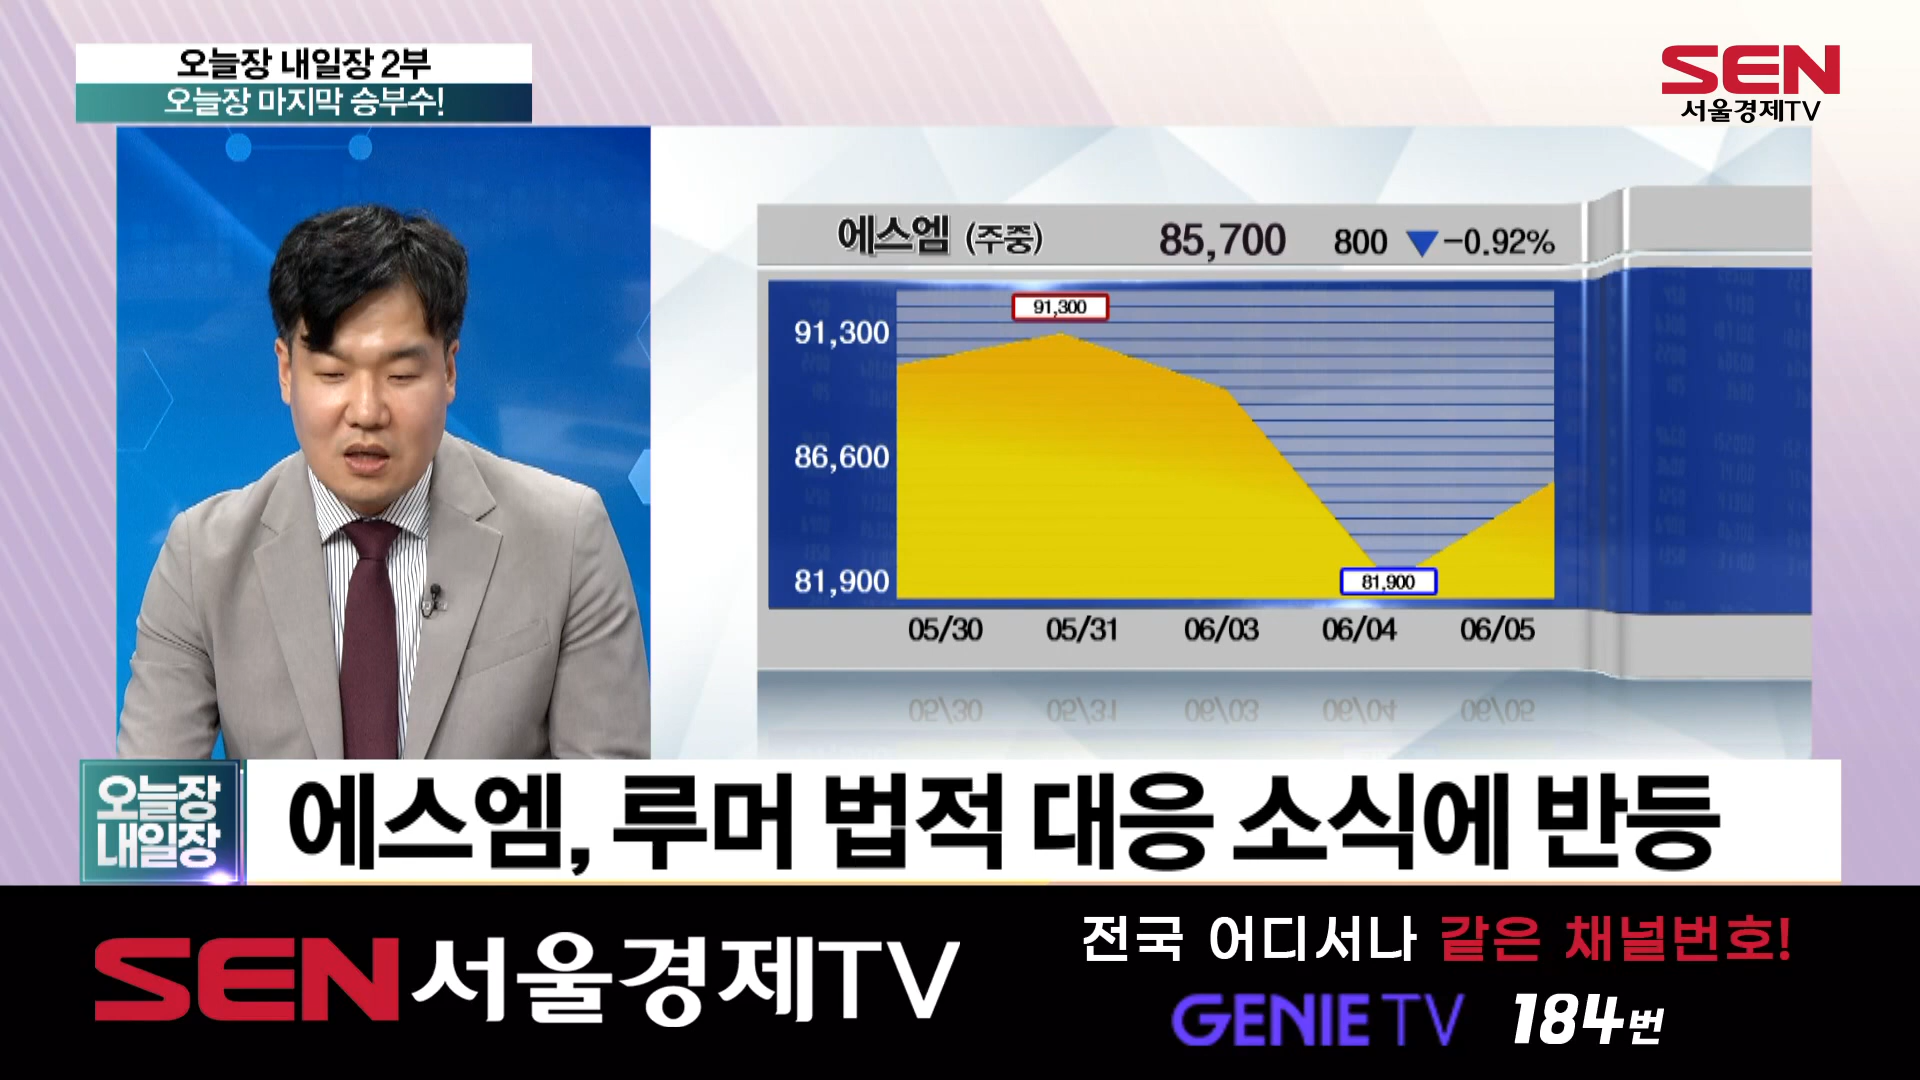 오늘장 내일장 2부
오늘장 마지막 승부수!
SEN
서울경제TV
에스엠 (주중) 85,700 800 ▼-0.92%
91,300
91,300
86,600
81,900
81,900
05/30 05/31 06/03 06/04 06/05
오늘장
내일장
에스엠, 루머 법적 대응 소식에 반등
SEN서울경제TV
전국 어디서나 같은 채널번호!
GENIE TV 184번